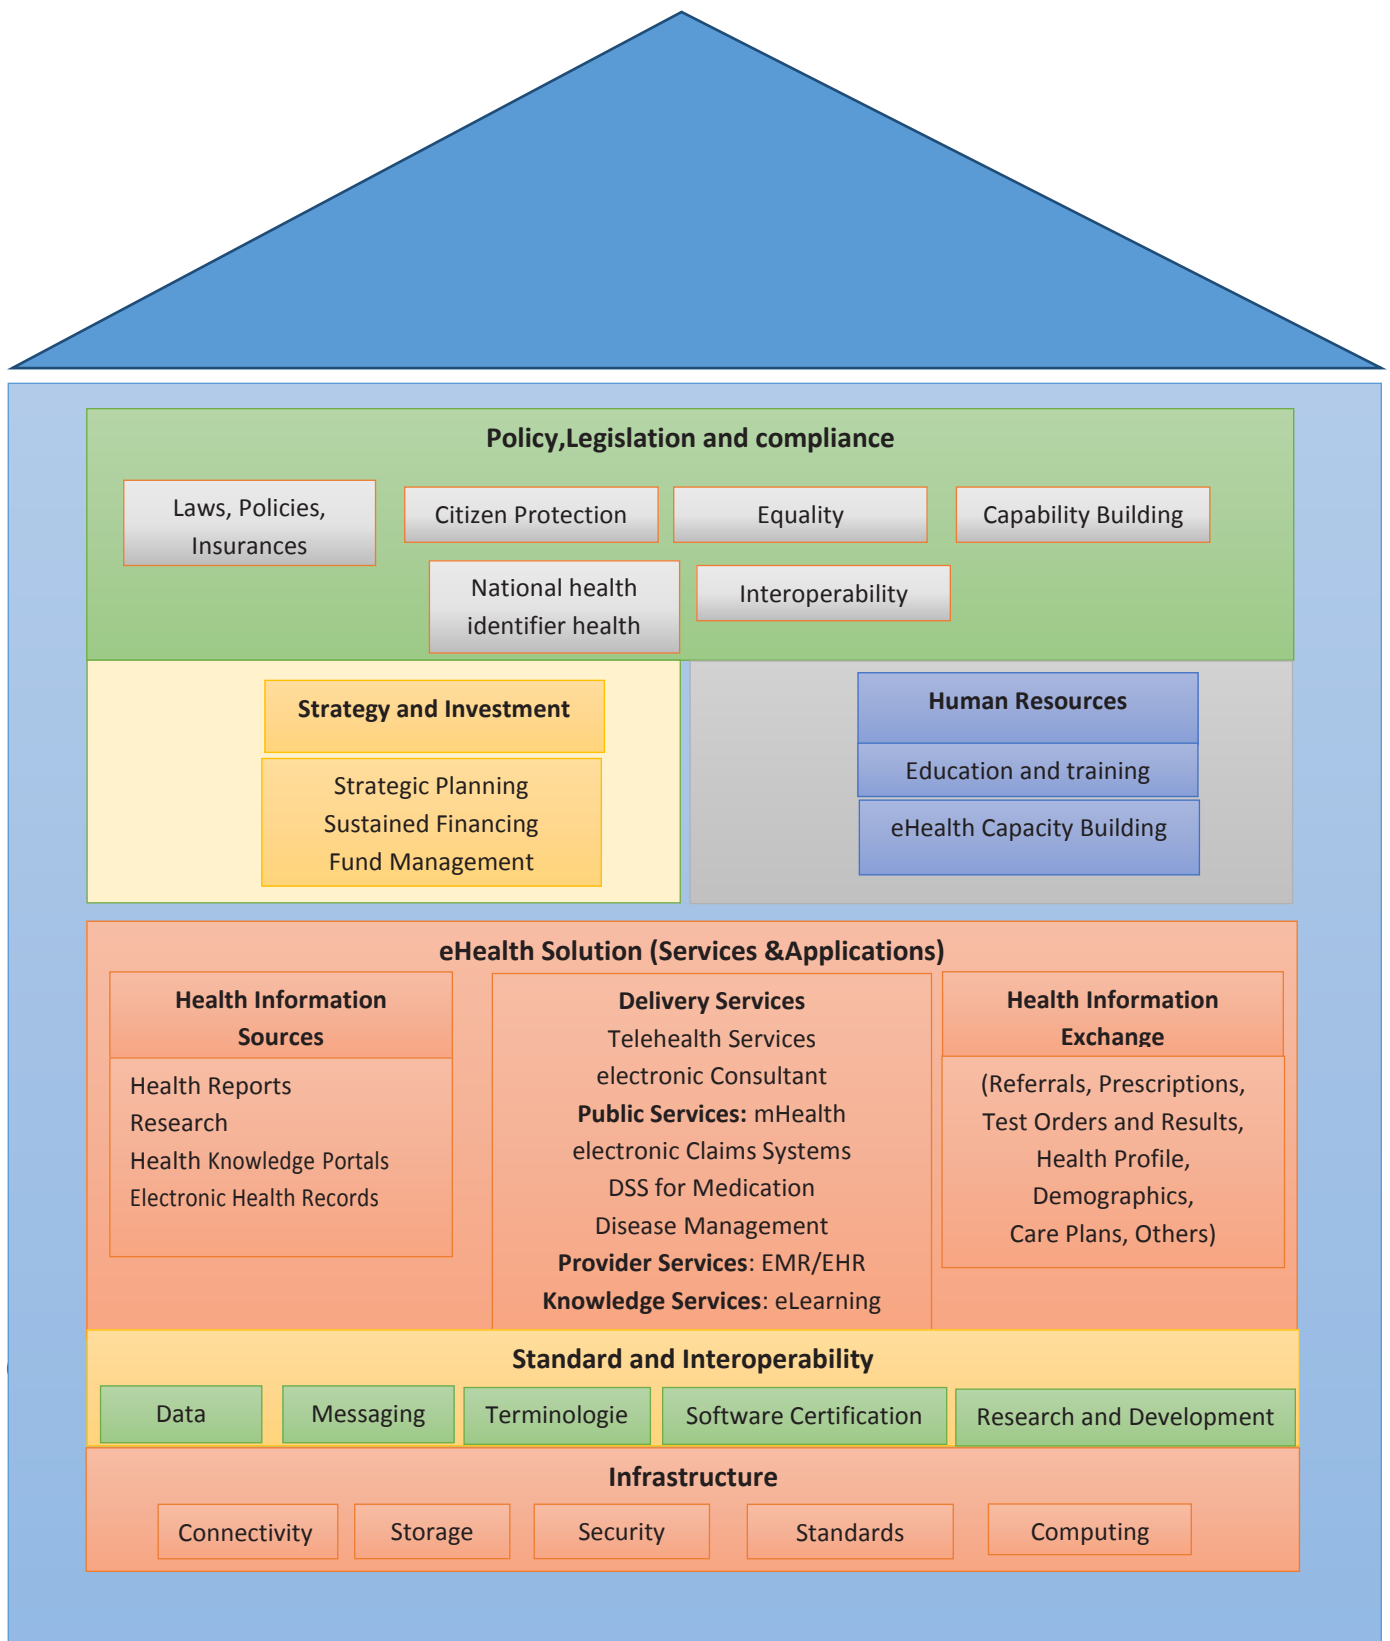 Policy,Legislation and compliance
Laws, Policies,
Insurances
Citizen Protection
Equality
Capability Building
National health
identifier health
Interoperability
Strategy and Investment
Strategic Planning
Sustained Financing
Fund Management
Human Resources
Education and training
eHealth Capacity Building
eHealth Solution (Services &Applications)
Health Information
Sources
Health Reports
Research
Health Knowledge Portals
Electronic Health Records
Delivery Services
Telehealth Services
electronic Consultant
Public Services: mHealth
electronic Claims Systems
DSS for Medication
Disease Management
Provider Services: EMR/EHR
Knowledge Services: eLearning
Health Information
Exchange
(Referrals, Prescriptions,
Test Orders and Results,
Health Profile,
Demographics,
Care Plans, Others)
Standard and Interoperability
Data
Messaging
Terminologie
Software Certification
Research and Development
Infrastructure
Connectivity
Storage
Security
Standards
Computing